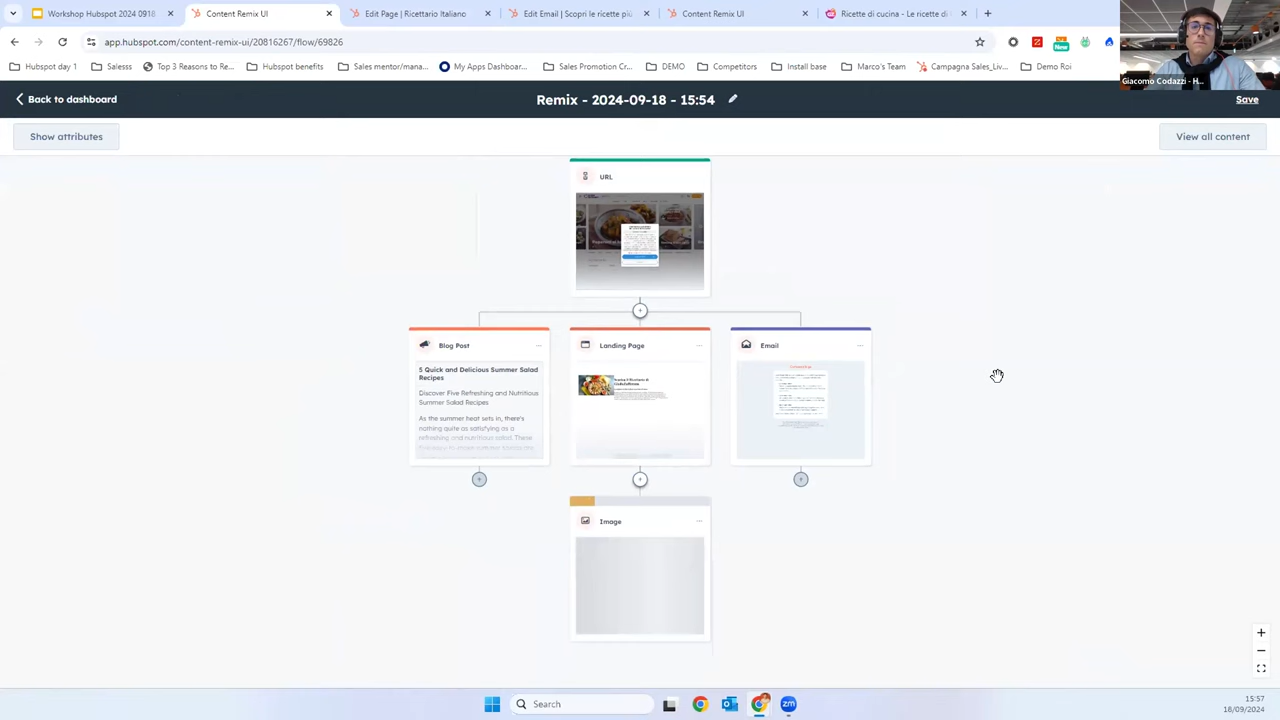 Workshop Hubspot 2024 0918
Content Remix UI
Edit Page | Ricettario Italiano
Edit Email | Scopri le ricette più
Content Remix UI
Ricette di cucina - Le ricette di
app.hubspot.com/content-remix-ui/20816267/flow/69826
New
Hubspot day 1
Salesss
Top 3 Reasons to Re...
Hubspot benefits
Sales mentor/mana...
My Apps Dashboard
Sales Promotion Cr...
DEMO
Competitors
Install base
Marco's Team
Campagna Sales_Liv...
Demo Roi
Giacomo Codazzi - H...
Back to dashboard
Remix - 2024-09-18 - 15:54
Save
Show attributes
View all content
URL
Blog Post
5 Quick and Delicious Summer Salad
Recipes
Discover Five Refreshing and Nutritious
Summer Salad Recipes
As the summer heat sets in, there's
nothing quite as satisfying as a
refreshing and nutritious salad. These
Landing Page
Email
Image
Search
zm
15:57
18/09/2024